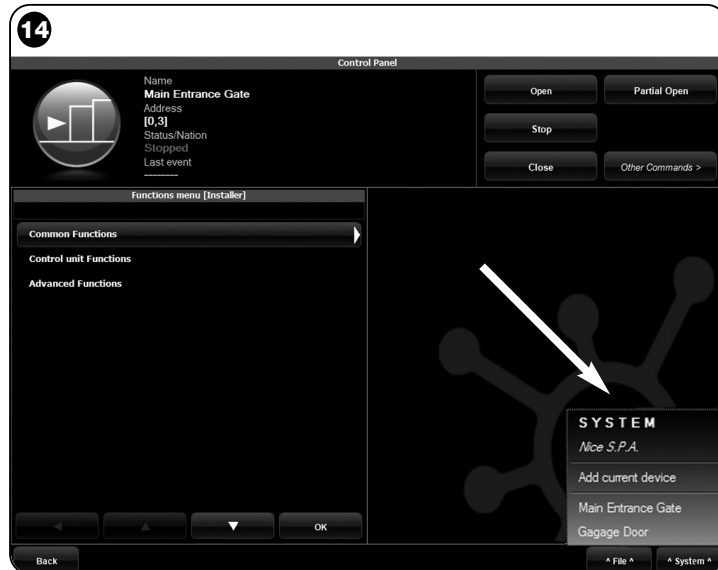 14
Control Panel
Name
Main Entrance Gate
Address
[0,3]
Status/Nation
Stopped
Last event
--------
Open
Partial Open
Stop
Close
Other Commands >
Functions menu [Installer]
Common Functions
Control unit Functions
Advanced Functions
SYSTEM
Nice S.P.A.
Add current device
Main Entrance Gate
Gagage Door
OK
Back
^ File ^
^ System ^